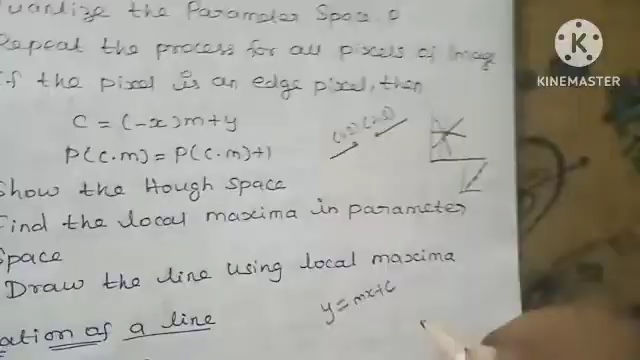 Quantize the Parameter Space.
Repeat the process for all pixels of image
if the pixel is an edge pixel, then
C = (-x)m+y
P(C.m) = P(C.m)+1
Show the Hough Space
Find the local maxima in parameter
Space
Draw the line using local maxima
y=mx+c
ation of a line
K
KINEMASTER